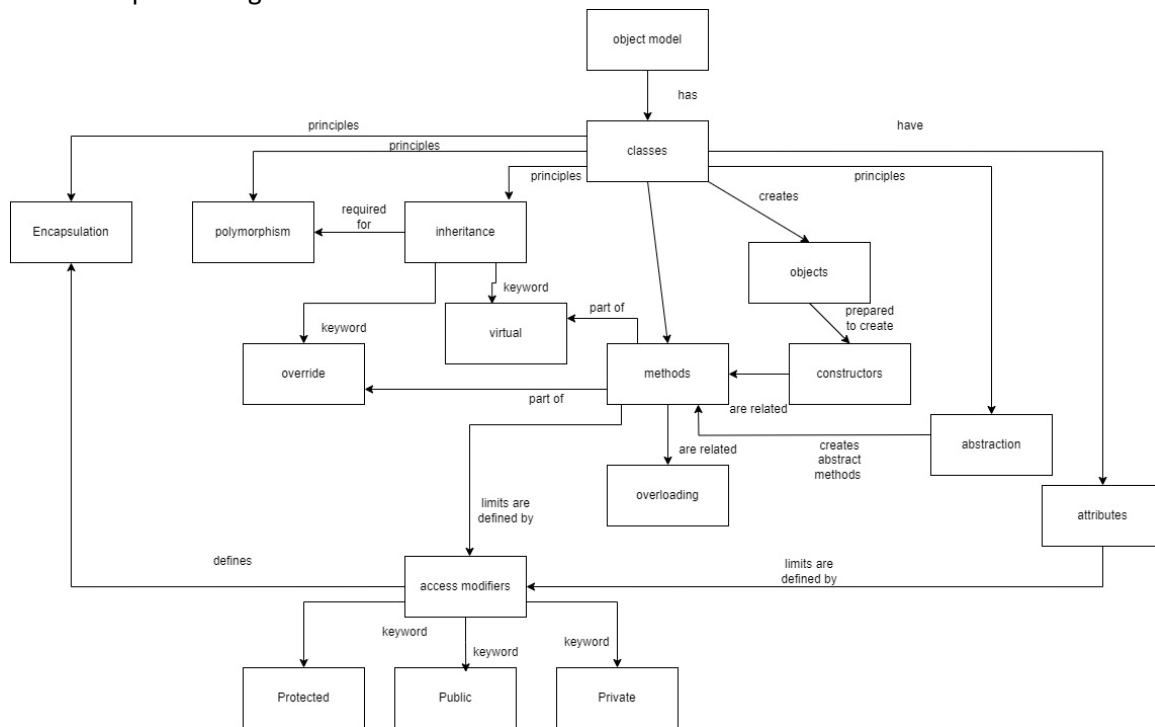 object model
has
principles
have
principles
classes
principles
principles
creates
Encapsulation
polymorphism
required
for
inheritance
objects
keyword
part of
prepared
to create
virtual
keyword
override
methods
constructors
part of
are related
abstraction
are related
creates
abstract
methods
overloading
limits are
defined by
attributes
defines
access modifiers
limits are
defined by
keyword
keyword
keyword
Protected
Public
Private